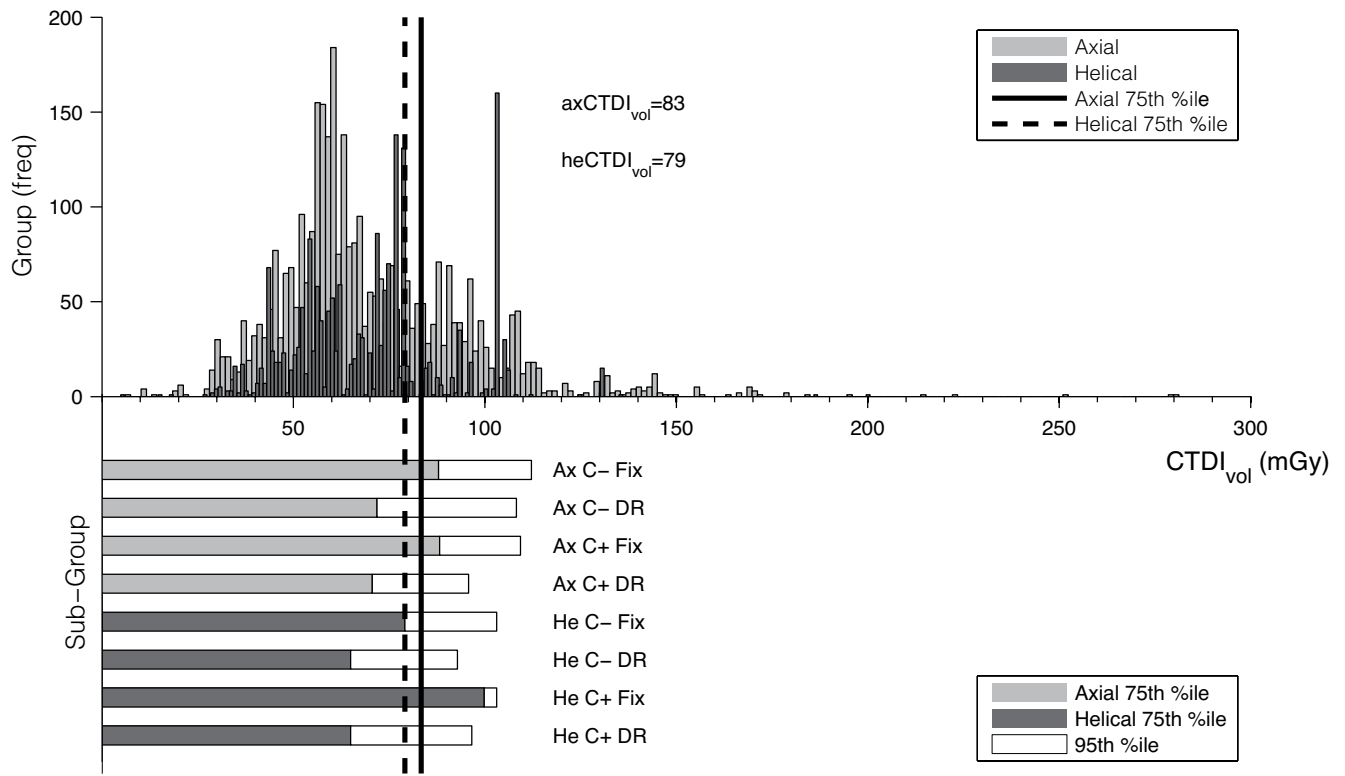 200
150
100
50
0
Group (freq)
axCTDIvol=83
heCTDIvol=79
Axial
Helical
Axial 75th %ile
Helical 75th %ile
50 100 150 200 250 300
CTDIvol (mGy)
Sub−Group
Ax C− Fix
Ax C− DR
Ax C+ Fix
Ax C+ DR
He C− Fix
He C− DR
He C+ Fix
He C+ DR
Axial 75th %ile
Helical 75th %ile
95th %ile